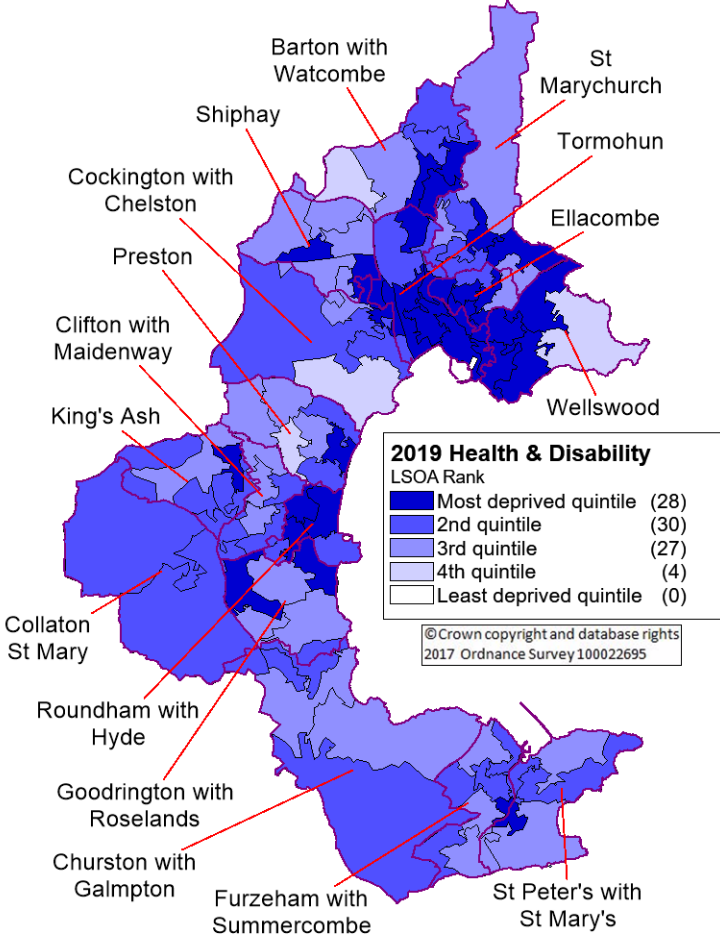 Barton with
Watcombe
St
Marychurch
Shiphay
Tormohun
Cockington with
Chelston
Ellacombe
Preston
Clifton with
Maidenway
King's Ash
Wellswood
2019 Health & Disability
LSOA Rank
Most deprived quintile (28)
2nd quintile (30)
3rd quintile (27)
4th quintile (4)
Least deprived quintile (0)
©Crown copyright and database rights
2017 Ordnance Survey 100022695
Collaton
St Mary
Roundham with
Hyde
Goodrington with
Roselands
Churston with
Galmpton
Furzeham with
Summercombe
St Peter's with
St Mary's